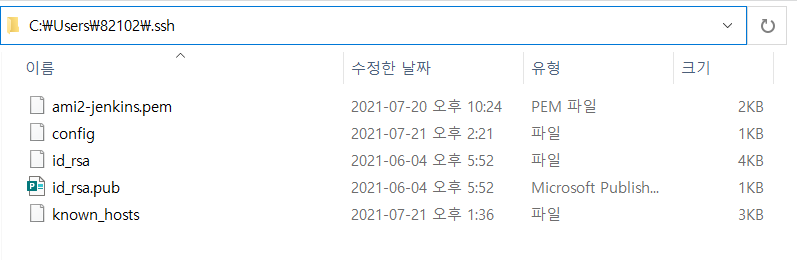 C:₩Users₩82102₩.ssh
이름 수정한 날짜 유형 크기
ami2-jenkins.pem 2021-07-20 오후 10:24 PEM 파일 2KB
config 2021-07-21 오후 2:21 파일 1KB
id_rsa 2021-06-04 오후 5:52 파일 4KB
id_rsa.pub 2021-06-04 오후 5:52 Microsoft Publish... 1KB
known_hosts 2021-07-21 오후 1:36 파일 3KB